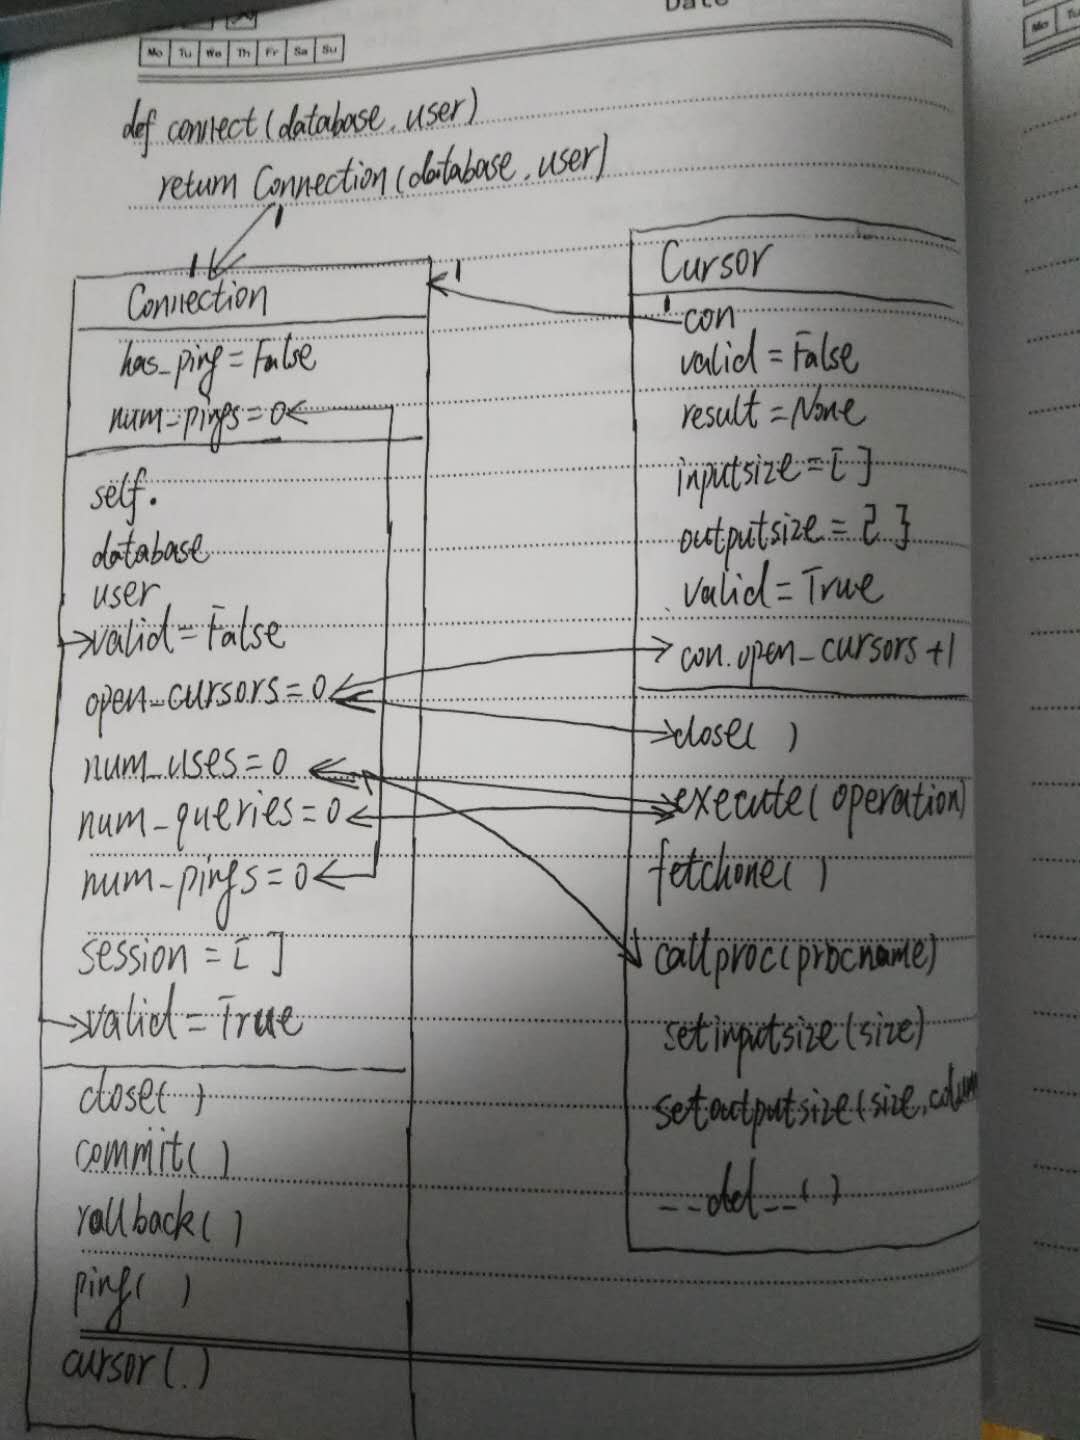 Date
Mo Tu We Th Fr Sa Su
Mo Tu
def connect(database, user)
return Connection(database, user)
Connection
has_ping = False
num_pings = 0
self.
database
user
valid = False
open_cursors = 0
num_uses = 0
num_queries = 0
num_pings = 0
session = [ ]
valid = True
close( )
commit( )
rollback( )
ping( )
cursor( )
Cursor
con
valid = False
result = None
inputsize = [ ]
outputsize = { }
valid = True
con.open_cursors +1
close( )
execute( operation)
fetchone( )
callproc(procname)
setinputsize(size)
setoutputsize(size, colum
__del__( )